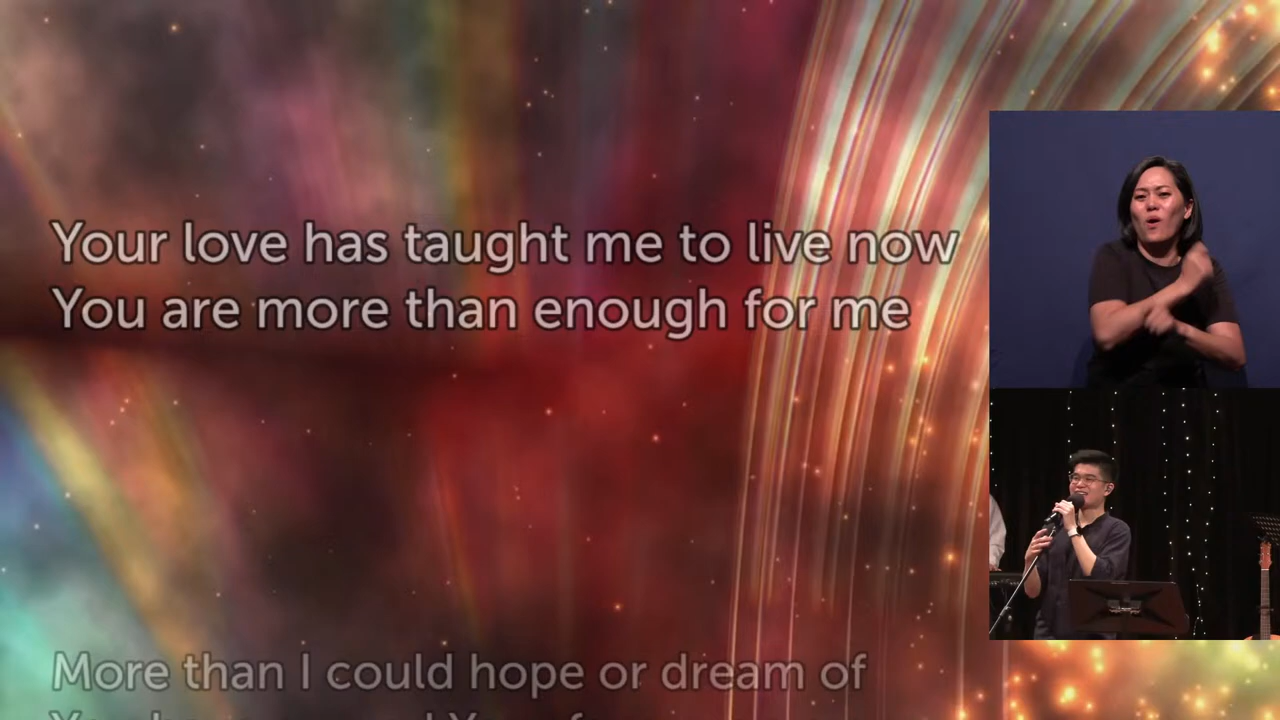 Your love has taught me to live now
You are more than enough for me
More than I could hope or dream of